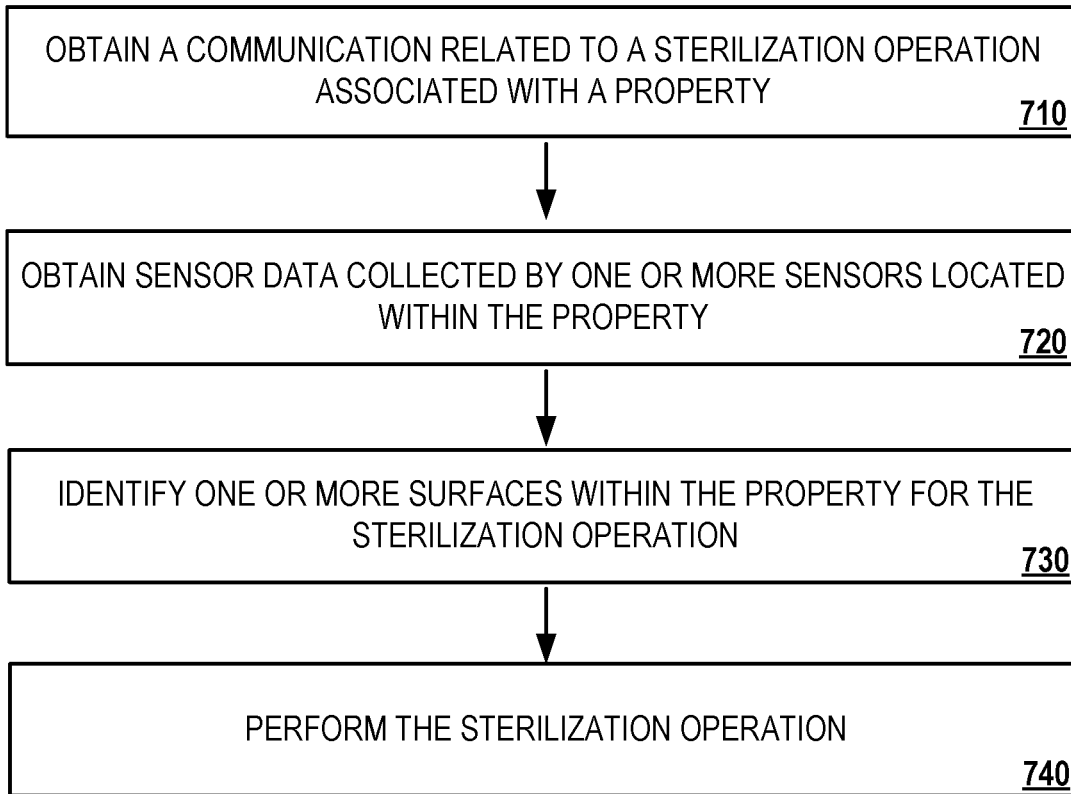 OBTAIN A COMMUNICATION RELATED TO A STERILIZATION OPERATION
ASSOCIATED WITH A PROPERTY
710
OBTAIN SENSOR DATA COLLECTED BY ONE OR MORE SENSORS LOCATED
WITHIN THE PROPERTY
720
IDENTIFY ONE OR MORE SURFACES WITHIN THE PROPERTY FOR THE
STERILIZATION OPERATION
730
PERFORM THE STERILIZATION OPERATION
740